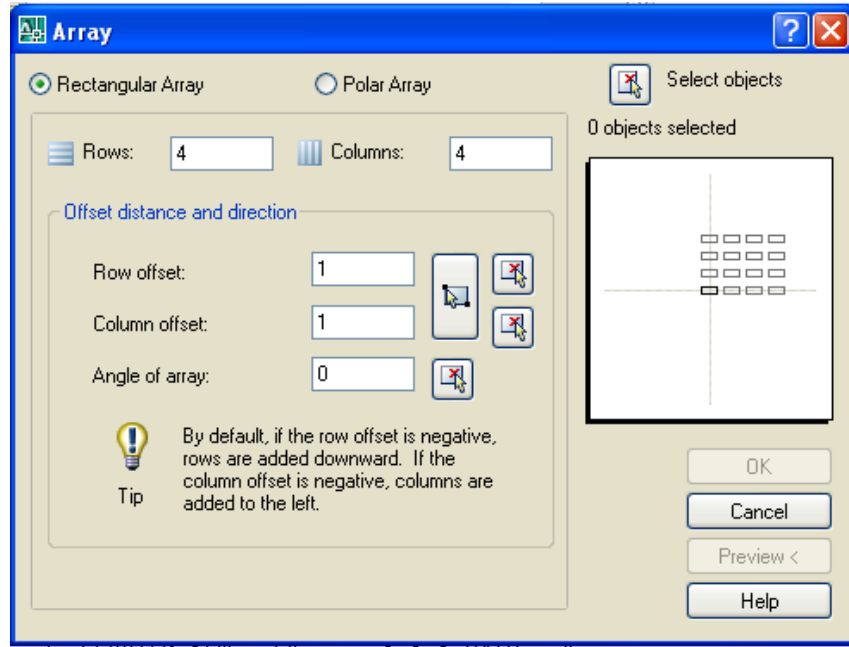 Array
Rectangular Array
Polar Array
Select objects
0 objects selected
Rows: 4
Columns: 4
Offset distance and direction
Row offset: 1
Column offset: 1
Angle of array: 0
Tip
By default, if the row offset is negative,
rows are added downward. If the
column offset is negative, columns are
added to the left.
OK
Cancel
Preview <
Help